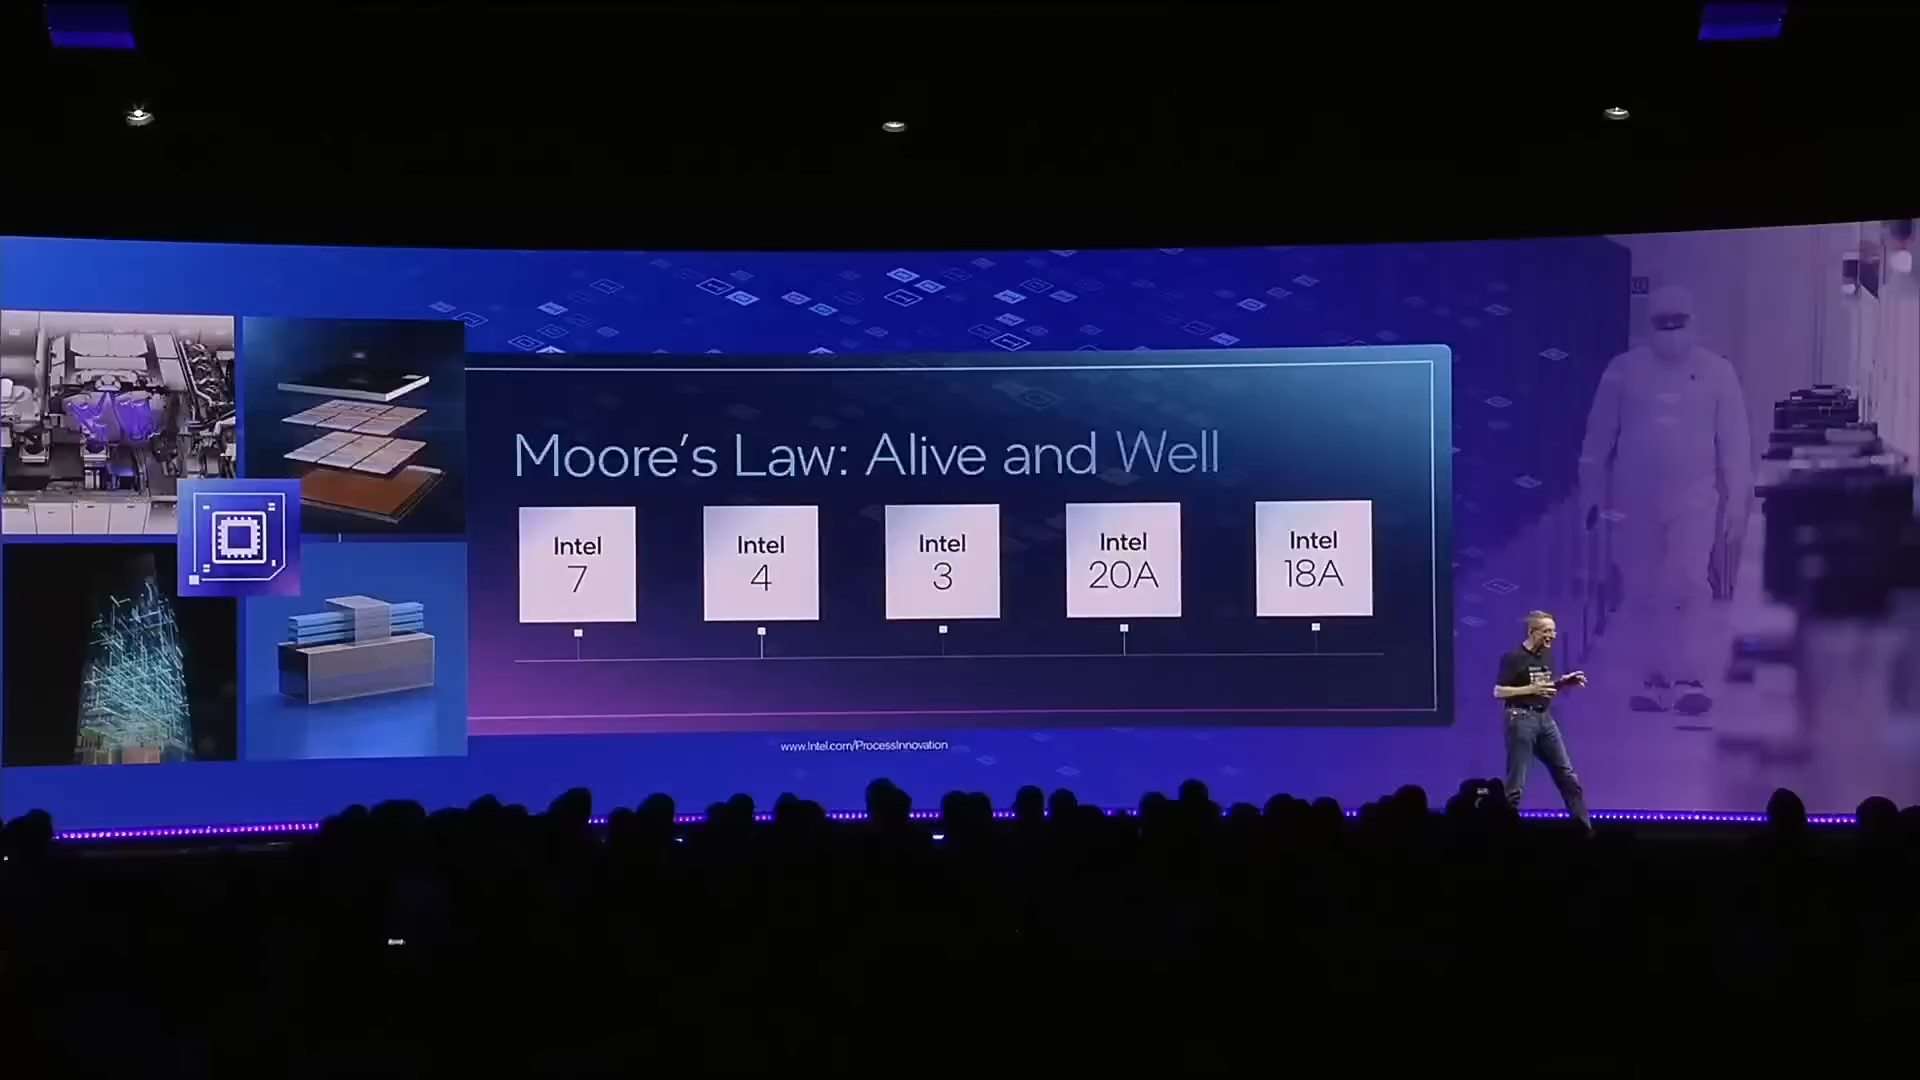 Moore's Law: Alive and Well
Intel
7
Intel
4
Intel
3
Intel
20A
Intel
18A
www.Intel.com/ProcessInnovation